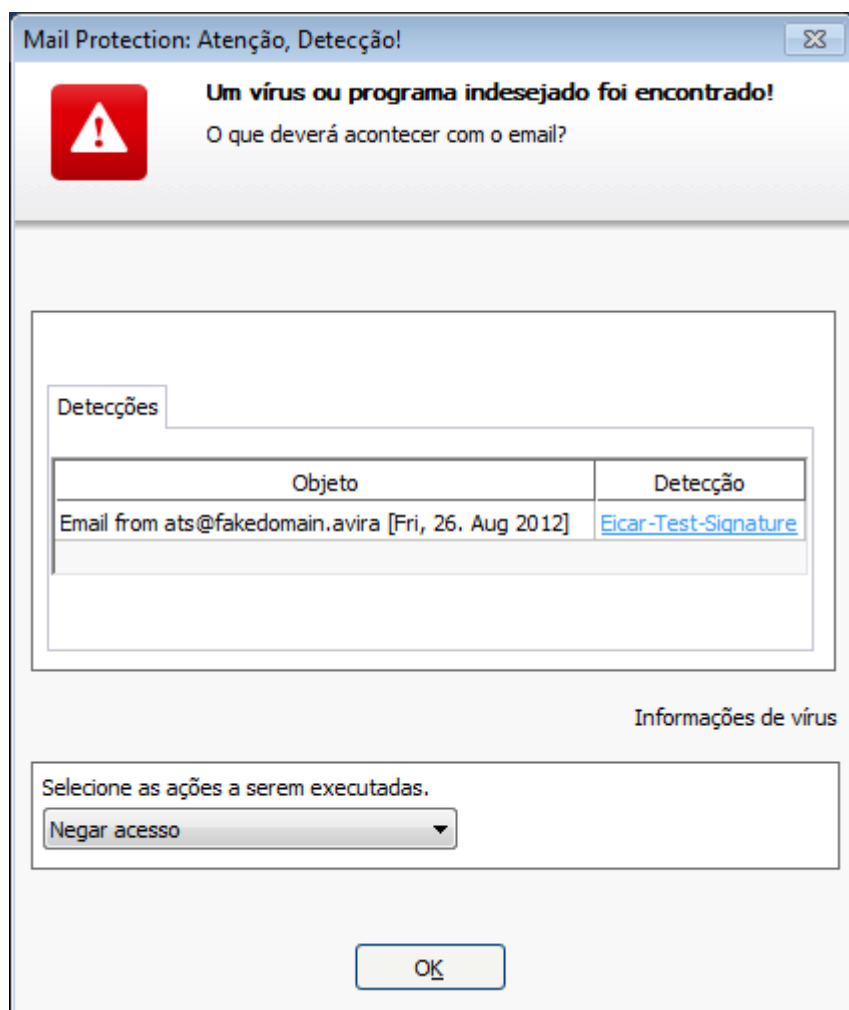 Mail Protection: Atenção, Detecção!
Um vírus ou programa indesejado foi encontrado!
O que deverá acontecer com o email?
Detecções
Objeto Detecção
Email from ats@fakedomain.avira [Fri, 26. Aug 2012] Eicar-Test-Signature
Informações de vírus
Selecione as ações a serem executadas.
Negar acesso
OK